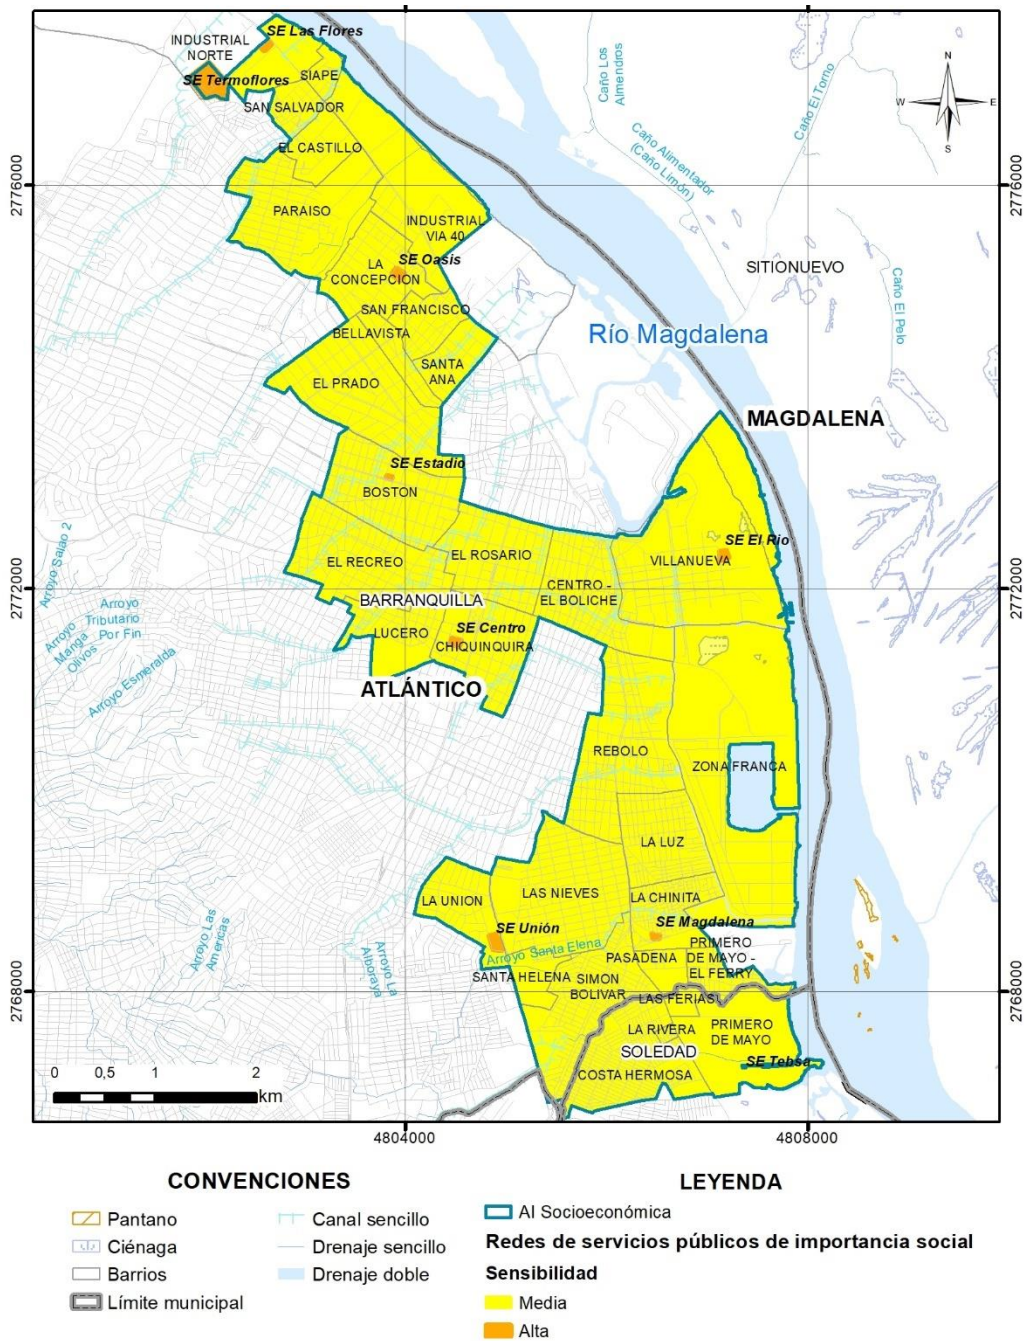 SE Las Flores
INDUSTRIAL
NORTE
SE Termoflores
SIAPE
SAN SALVADOR
EL CASTILLO
PARAISO
INDUSTRIAL
VIA 40
LA
CONCEPCION
SE Oasis
SAN FRANCISCO
BELLAVISTA
SANTA
ANA
EL PRADO
Caño Los
Almendros
Caño El Torno
Caño Alimentador
(Caño Limón)
N
W
E
S
SITIONUEVO
Caño El Pelo
Río Magdalena
MAGDALENA
2776000
2776000
SE Estadio
BOSTON
EL RECREO
EL ROSARIO
SE El Rio
VILLANUEVA
CENTRO -
EL BOLICHE
2772000
2772000
BARRANQUILLA
LUCERO
SE Centro
CHIQUINQUIRA
ATLÁNTICO
Arroyo Salao 2
Arroyo
Tributario
Por Fin
Arroyo
Manga
Olivos
Arroyo Esmeralda
REBOLO
ZONA FRANCA
LA LUZ
LA UNION
LAS NIEVES
LA CHINITA
SE Unión
SE Magdalena
Arroyo Santa Elena
PRIMERO
DE MAYO -
EL FERRY
PASADENA
SANTA HELENA
SIMON
BOLIVAR
LAS FERIAS
Arroyo Las
Americas
Arroyo La
Alboraya
2768000
2768000
LA RIVERA
PRIMERO
DE MAYO
SOLEDAD
SE Tebsa
COSTA HERMOSA
0 0,5 1 2
km
4804000
4808000
CONVENCIONES
Pantano
Ciénaga
Barrios
Límite municipal
Canal sencillo
Drenaje sencillo
Drenaje doble
LEYENDA
AI Socioeconómica
Redes de servicios públicos de importancia social
Sensibilidad
Media
Alta